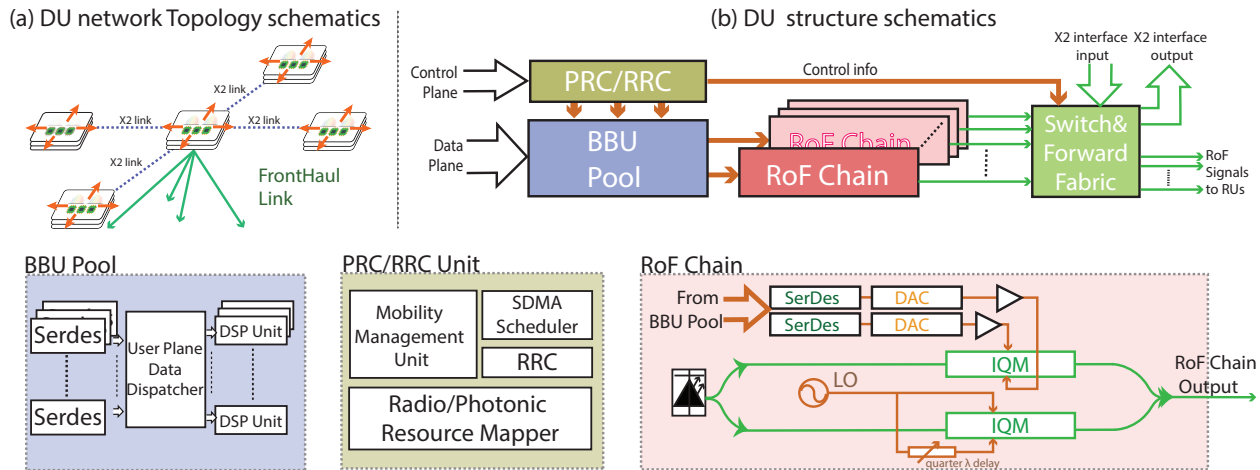 (a) DU network Topology schematics
X2 link
X2 link
X2 link
X2 link
FrontHaul
Link
(b) DU structure schematics
X2 interface
input
X2 interface
output
Control
Plane
PRC/RRC
Control info
Data
Plane
BBU
Pool
RoF Chain
RoF Chain
Switch&
Forward
Fabric
RoF
Signals
to RUs
BBU Pool
Serdes
Serdes
User Plane
Data
Dispatcher
DSP Unit
DSP Unit
PRC/RRC Unit
Mobility
Management
Unit
SDMA
Scheduler
RRC
Radio/Photonic
Resource Mapper
RoF Chain
From
BBU Pool
SerDes
DAC
SerDes
DAC
IQM
LO
IQM
quarter λ delay
RoF Chain
Output